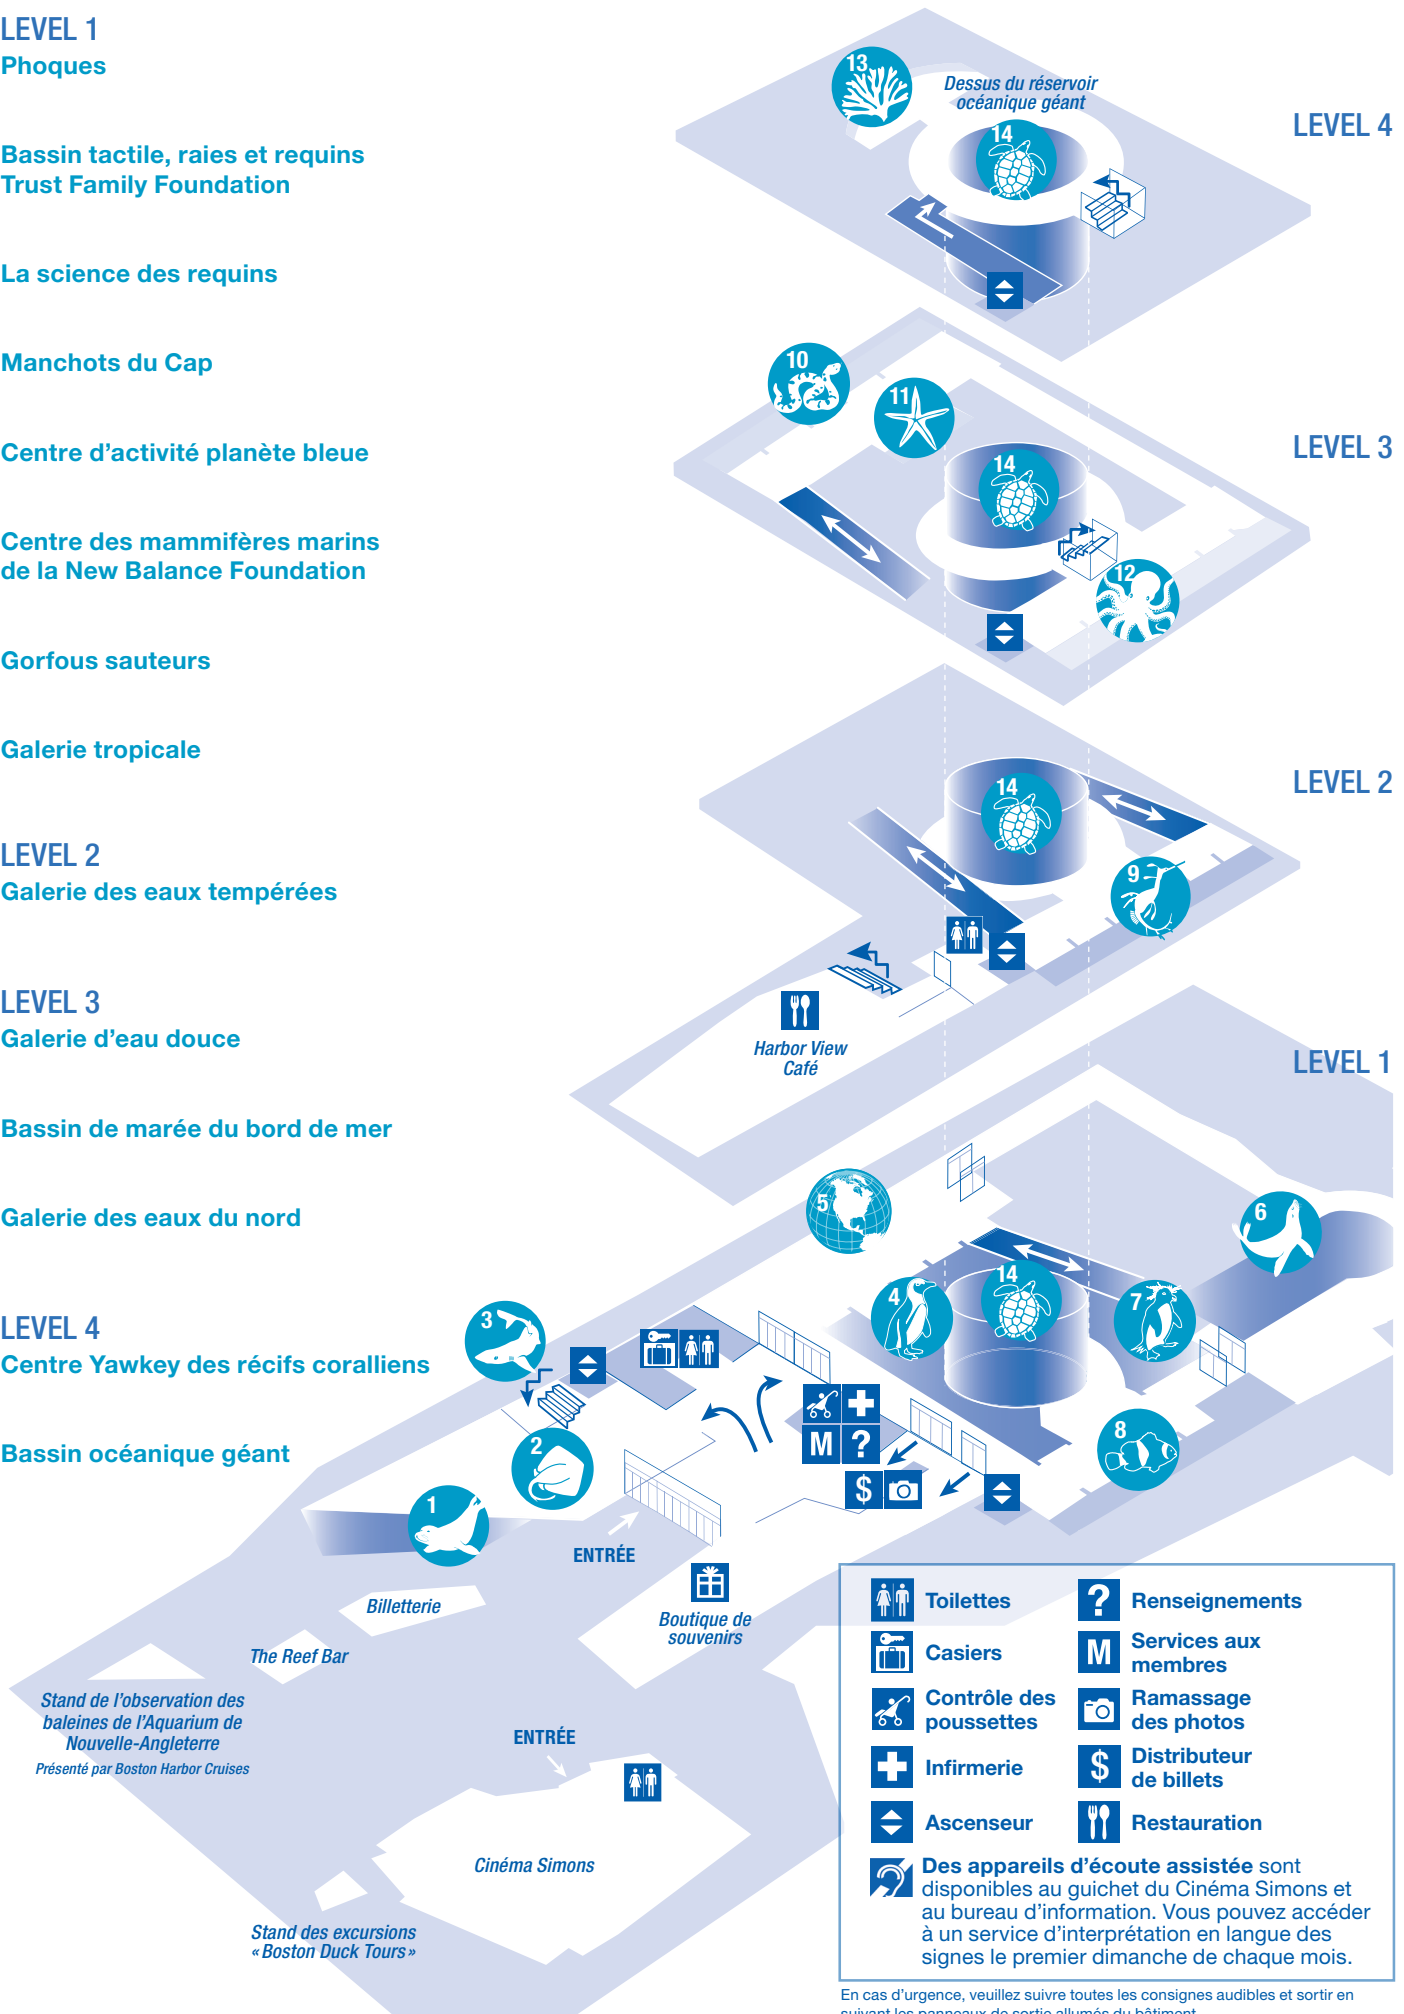 LEVEL 1
Phoques
Bassin tactile, raies et requins
Trust Family Foundation
La science des requins
Manchots du Cap
Centre d'activité planète bleue
Centre des mammifères marins
de la New Balance Foundation
Gorfous sauteurs
Galerie tropicale
LEVEL 2
Galerie des eaux tempérées
LEVEL 3
Galerie d'eau douce
Bassin de marée du bord de mer
Galerie des eaux du nord
LEVEL 4
Centre Yawkey des récifs coralliens
Bassin océanique géant
13
Dessus du réservoir
océanique géant
14
LEVEL 4
10
11
14
12
LEVEL 3
14
9
LEVEL 2
Harbor View
Café
LEVEL 1
5
6
4
14
7
3
2
1
8
M ?
$
ENTRÉE
Billetterie
Boutique de
souvenirs
The Reef Bar
Stand de l'observation des
baleines de l'Aquarium de
Nouvelle-Angleterre
Présenté par Boston Harbor Cruises
ENTRÉE
Cinéma Simons
Stand des excursions
«Boston Duck Tours»
Toilettes
Casiers
Contrôle des
poussettes
Infirmerie
Ascenseur
? Renseignements
M Services aux
membres
Ramassage
des photos
$ Distributeur
de billets
Restauration
Des appareils d'écoute assistée sont
disponibles au guichet du Cinéma Simons et
au bureau d'information. Vous pouvez accéder
à un service d'interprétation en langue des
signes le premier dimanche de chaque mois.
En cas d'urgence, veuillez suivre toutes les consignes audibles et sortir en
suivant les panneaux de sortie allumés du bâtiment